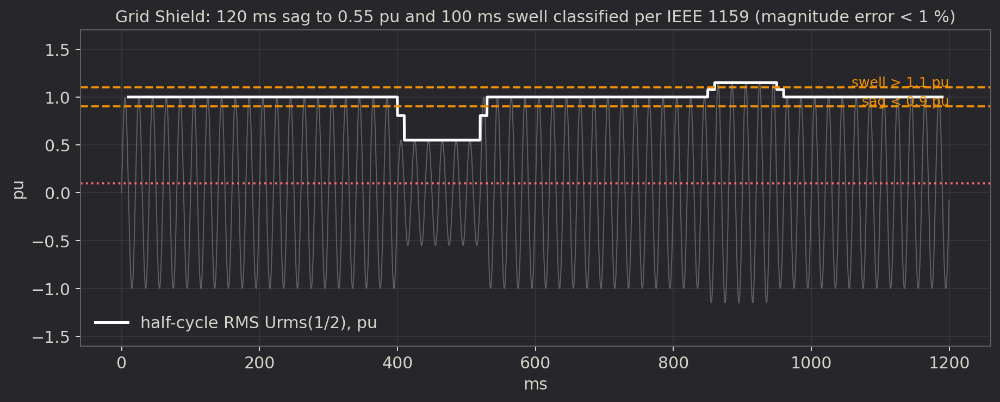 Grid Shield: 120 ms sag to 0.55 pu and 100 ms swell classified per IEEE 1159 (magnitude error < 1 %)
1.5
1.0
0.5
0.0
−0.5
−1.0
−1.5
pu
swell > 1.1 pu
sag < 0.9 pu
half-cycle RMS Urms(1/2), pu
0 200 400 600 800 1000 1200
ms